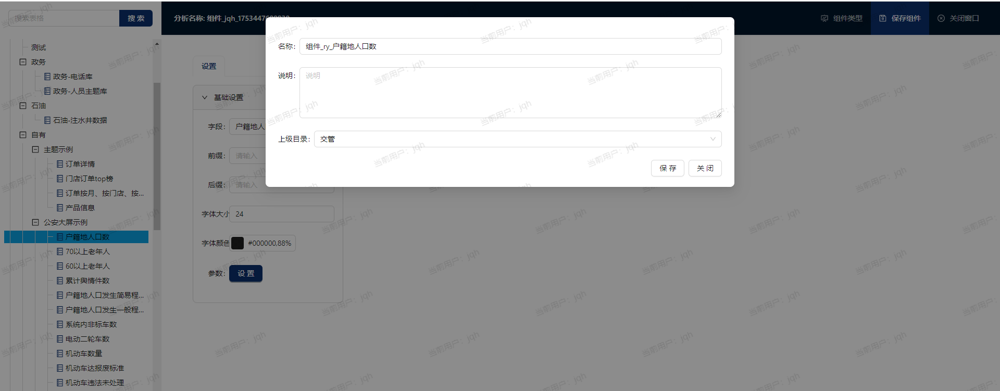 搜索表格
搜 索
分析名称: 组件_jqh_1753447688838
组件类型
保存组件
关闭窗口
测试
政务
政务-电话库
政务-人员主题库
石油
石油-注水井数据
自有
主题示例
订单详情
门店订单top榜
订单按月、按门店、按...
产品信息
公安大屏示例
户籍地人口数
70以上老年人
60以上老年人
累计舆情件数
户籍地人口发生简易程...
户籍地人口发生一般程...
系统内非标车数
电动二轮车数
机动车数量
机动车达报废标准
机动车违法未处理
设置
基础设置
字段:
户籍地人
前缀:
请输入
后缀:
请输入
字体大小
24
字体颜色
#000000,88%
参数:
设 置
名称:
组件_ry_户籍地人口数
说明:
说明
上级目录:
交管
保 存
关 闭
当前用户：jqh